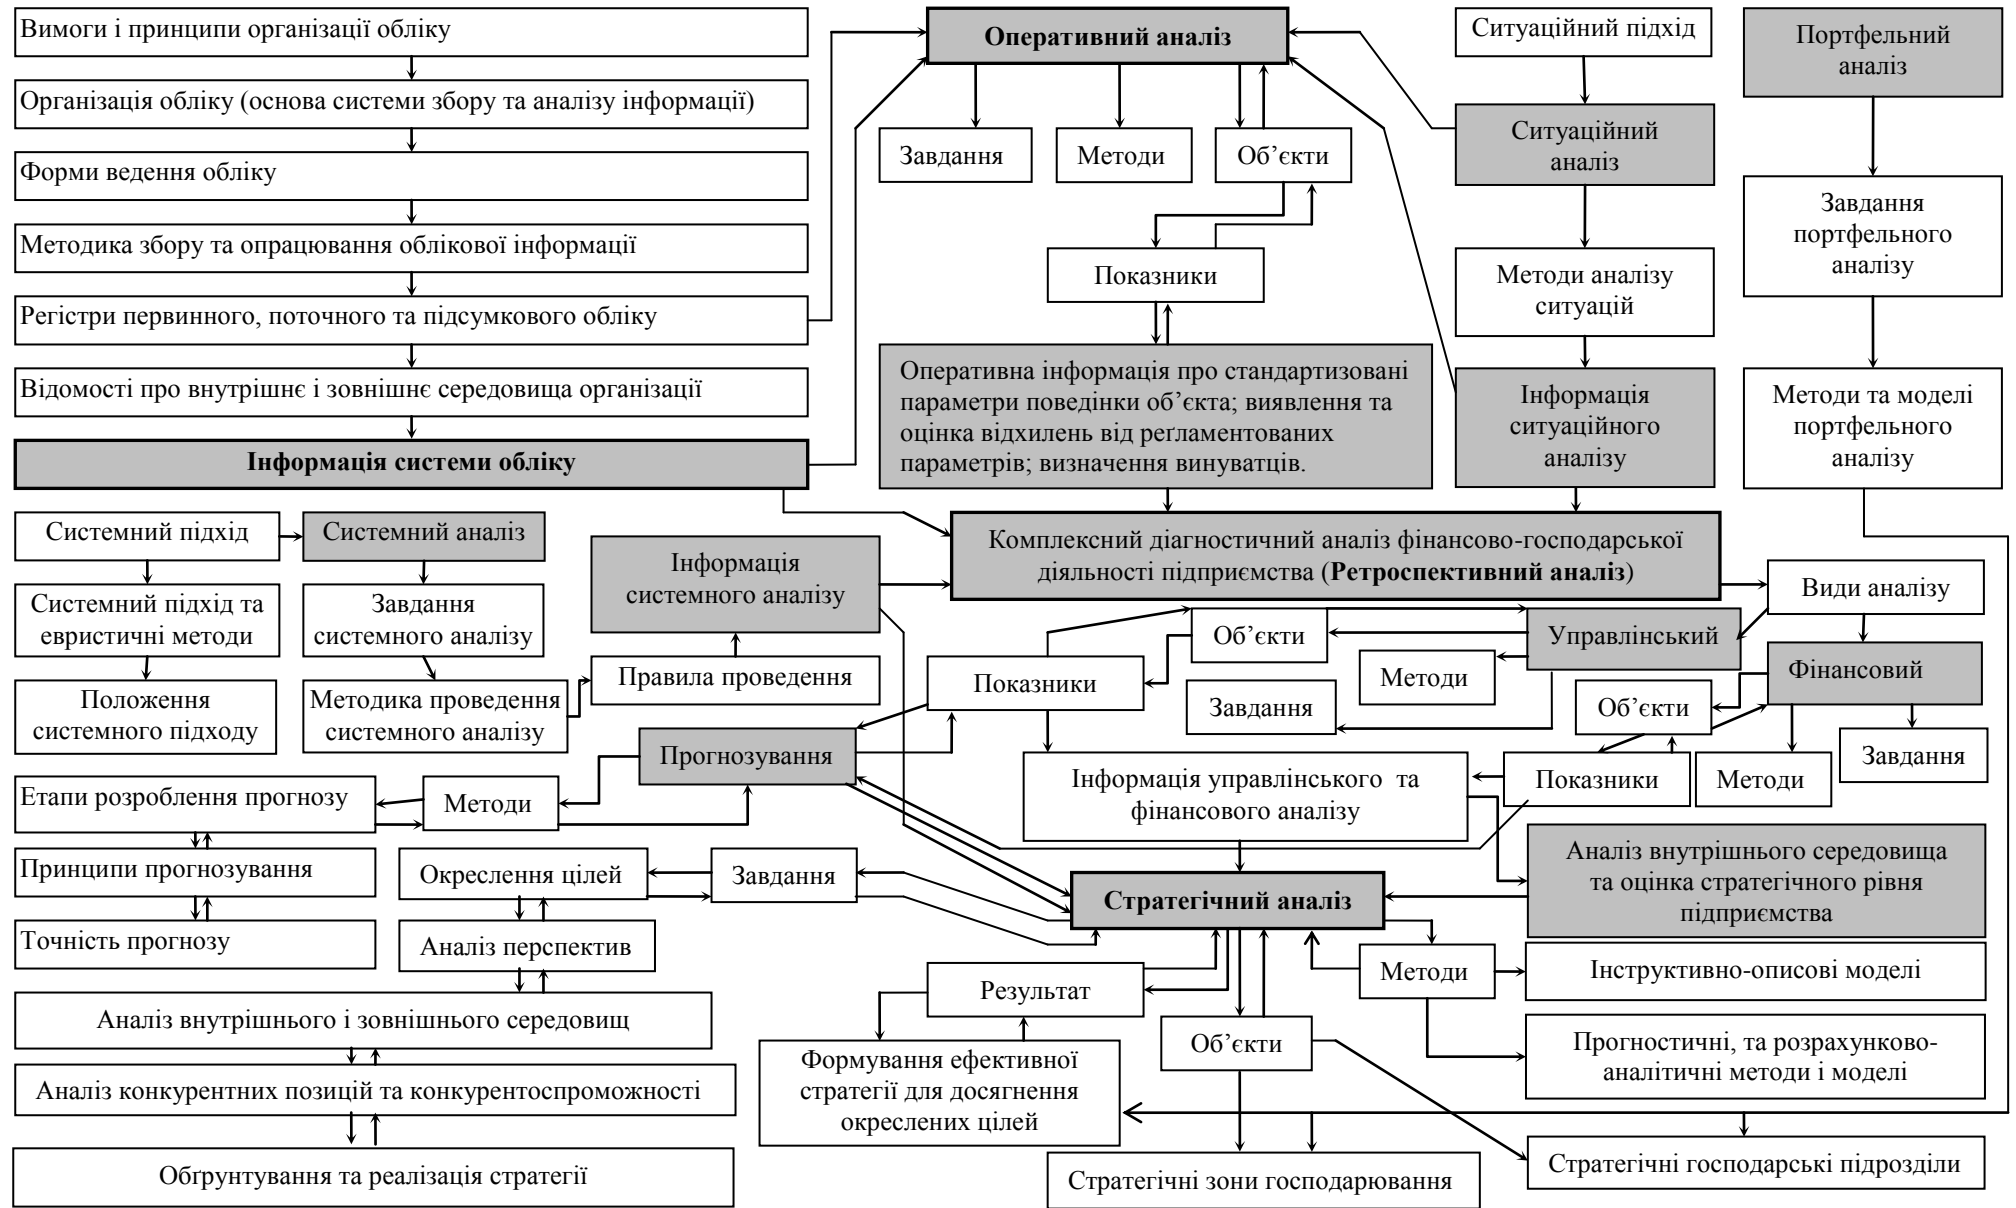 Вимоги і принципи організації обліку
Організація обліку (основа системи збору та аналізу інформації)
Форми ведення обліку
Методика збору та опрацювання облікової інформації
Регістри первинного, поточного та підсумкового обліку
Відомості про внутрішнє і зовнішнє середовища організації
Інформація системи обліку
Оперативний аналіз
Завдання
Методи
Об’єкти
Показники
Оперативна інформація про стандартизовані
параметри поведінки об’єкта; виявлення та
оцінка відхилень від реґламентованих
параметрів; визначення винуватців.
Ситуаційний підхід
Ситуаційний
аналіз
Методи аналізу
ситуацій
Інформація
ситуаційного
аналізу
Портфельний
аналіз
Завдання
портфельного
аналізу
Методи та моделі
портфельного
аналізу
Системний підхід
Системний аналіз
Системний підхід та
евристичні методи
Завдання
системного аналізу
Положення
системного підходу
Методика проведення
системного аналізу
Інформація
системного аналізу
Правила проведення
Комплексний діагностичний аналіз фінансово-господарської
діяльності підприємства (Ретроспективний аналіз)
Види аналізу
Об’єкти
Управлінський
Методи
Показники
Завдання
Фінансовий
Об’єкти
Завдання
Показники
Методи
Прогнозування
Інформація управлінського та
фінансового аналізу
Етапи розроблення прогнозу
Методи
Принципи прогнозування
Точність прогнозу
Окреслення цілей
Завдання
Аналіз перспектив
Аналіз внутрішнього і зовнішнього середовищ
Аналіз конкурентних позицій та конкурентоспроможності
Обґрунтування та реалізація стратегії
Стратегічний аналіз
Аналіз внутрішнього середовища
та оцінка стратегічного рівня
підприємства
Методи
Інструктивно-описові моделі
Прогностичні, та розрахунково-
аналітичні методи і моделі
Результат
Об’єкти
Формування ефективної
стратегії для досягнення
окреслених цілей
Стратегічні зони господарювання
Стратегічні господарські підрозділи